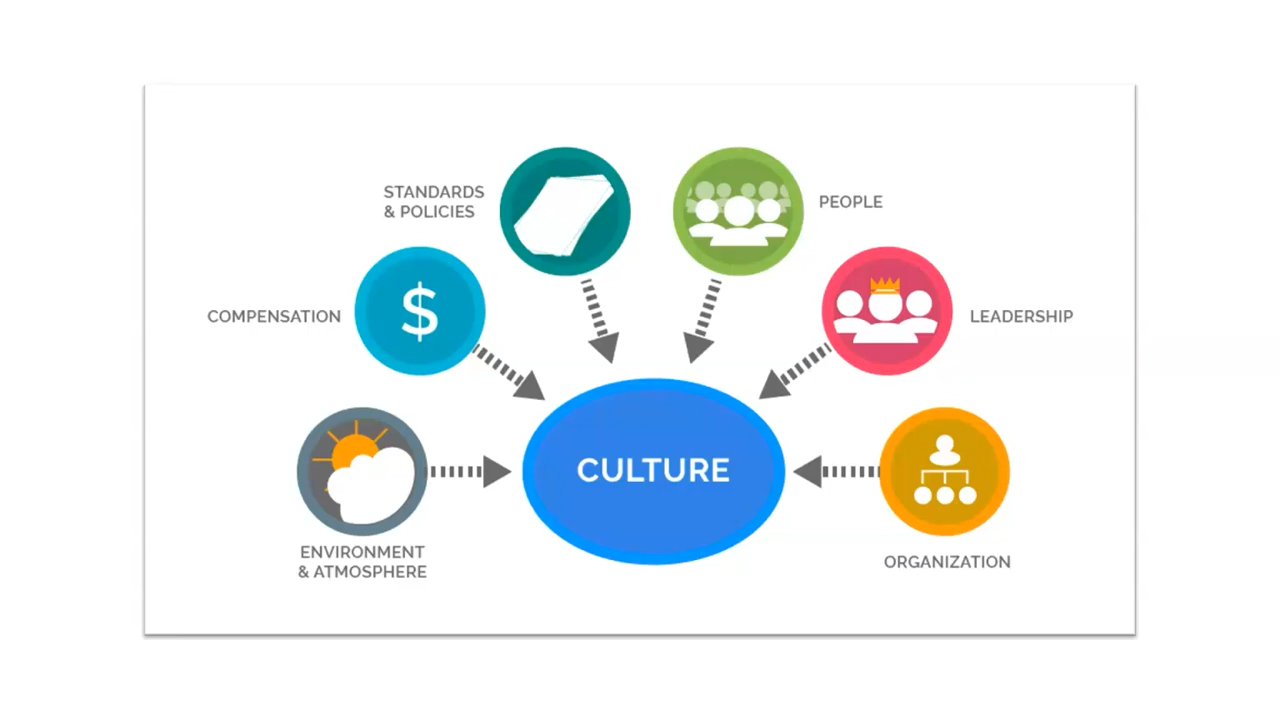 STANDARDS
& POLICIES
PEOPLE
COMPENSATION
$
LEADERSHIP
CULTURE
ENVIRONMENT
& ATMOSPHERE
ORGANIZATION